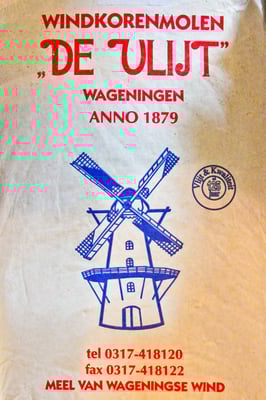 WINDKORENMOLEN
„DE VLIJT”
WAGENINGEN
ANNO 1879
Vlijt & Kwaliteit
tel 0317-418120
fax 0317-418122
MEEL VAN WAGENINGSE WIND